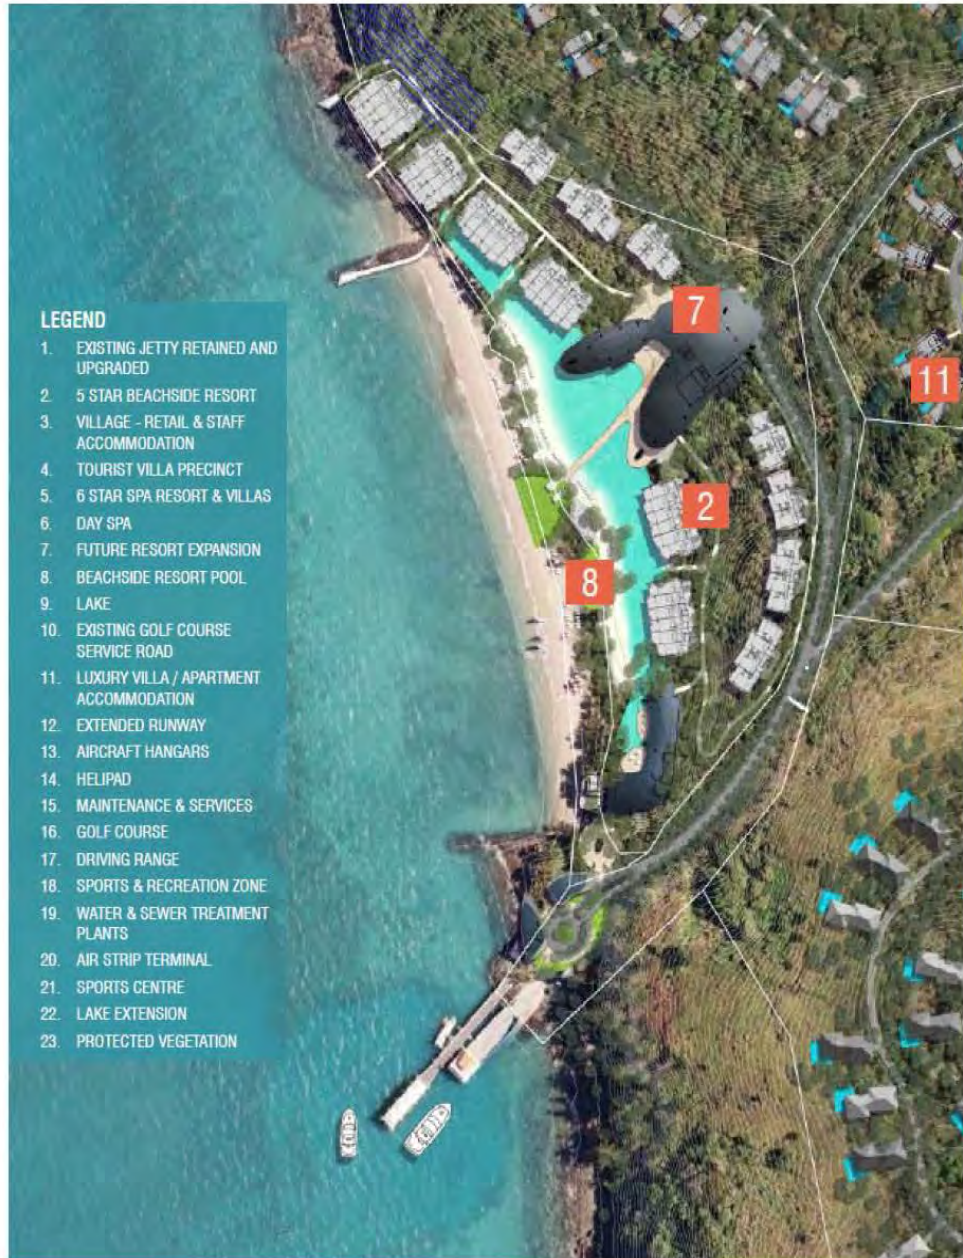 LEGEND
1. EXISTING JETTY RETAINED AND
UPGRADED
2. 5 STAR BEACHSIDE RESORT
3. VILLAGE - RETAIL & STAFF
ACCOMMODATION
4. TOURIST VILLA PRECINCT
5. 6 STAR SPA RESORT & VILLAS
6. DAY SPA
7. FUTURE RESORT EXPANSION
8. BEACHSIDE RESORT POOL
9. LAKE
10. EXISTING GOLF COURSE
SERVICE ROAD
11. LUXURY VILLA / APARTMENT
ACCOMMODATION
12. EXTENDED RUNWAY
13. AIRCRAFT HANGARS
14. HELIPAD
15. MAINTENANCE & SERVICES
16. GOLF COURSE
17. DRIVING RANGE
18. SPORTS & RECREATION ZONE
19. WATER & SEWER TREATMENT
PLANTS
20. AIR STRIP TERMINAL
21. SPORTS CENTRE
22. LAKE EXTENSION
23. PROTECTED VEGETATION
7
11
2
8